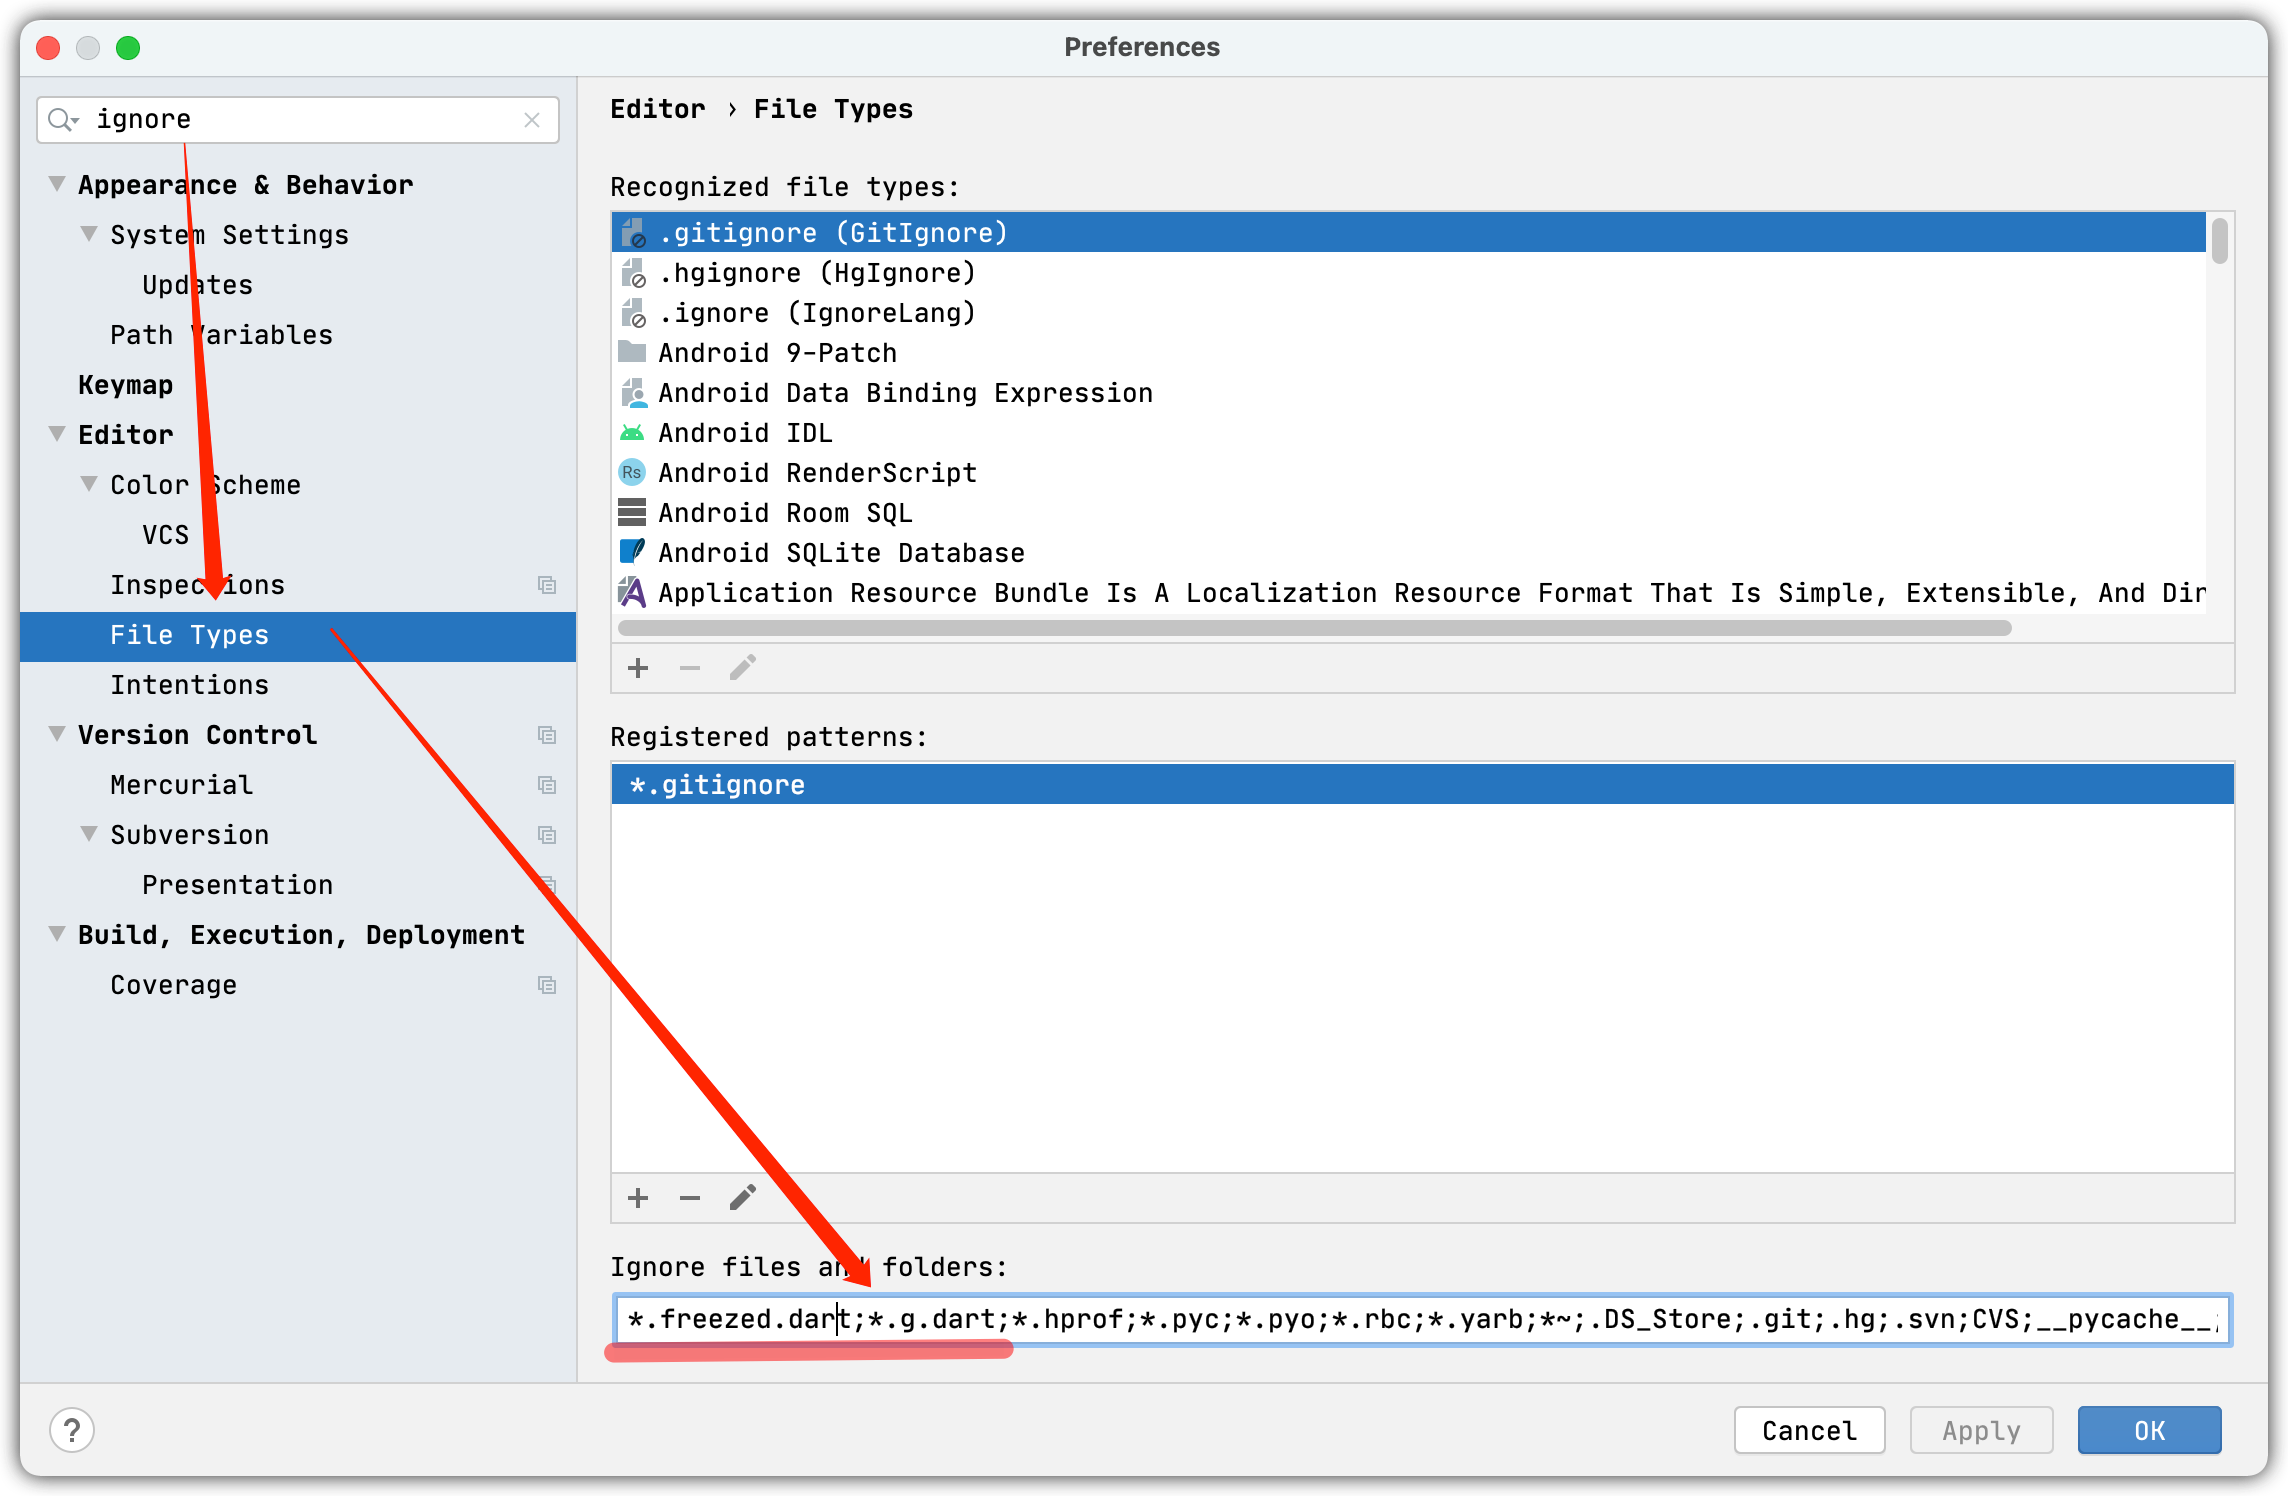 Preferences
ignore
Appearance & Behavior
System Settings
Updates
Path Variables
Keymap
Editor
Color Scheme
VCS
Inspections
File Types
Intentions
Version Control
Mercurial
Subversion
Presentation
Build, Execution, Deployment
Coverage
Editor › File Types
Recognized file types:
.gitignore (GitIgnore)
.hgignore (HgIgnore)
.ignore (IgnoreLang)
Android 9-Patch
Android Data Binding Expression
Android IDL
Rs Android RenderScript
Android Room SQL
Android SQLite Database
Application Resource Bundle Is A Localization Resource Format That Is Simple, Extensible, And Dir
Registered patterns:
*.gitignore
Ignore files and folders:
*.freezed.dart;*.g.dart;*.hprof;*.pyc;*.pyo;*.rbc;*.yarb;*~;.DS_Store;.git;.hg;.svn;CVS;__pycache__;
?
Cancel
Apply
OK